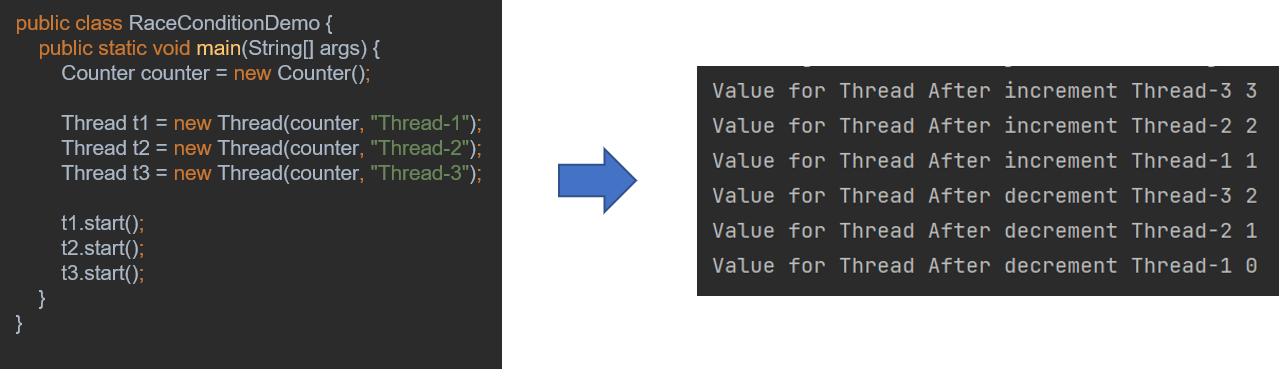 public class RaceConditionDemo {
public static void main(String[] args) {
Counter counter = new Counter();
Thread t1 = new Thread(counter, "Thread-1");
Thread t2 = new Thread(counter, "Thread-2");
Thread t3 = new Thread(counter, "Thread-3");
t1.start();
t2.start();
t3.start();
}
}
Value for Thread After increment Thread-3 3
Value for Thread After increment Thread-2 2
Value for Thread After increment Thread-1 1
Value for Thread After decrement Thread-3 2
Value for Thread After decrement Thread-2 1
Value for Thread After decrement Thread-1 0